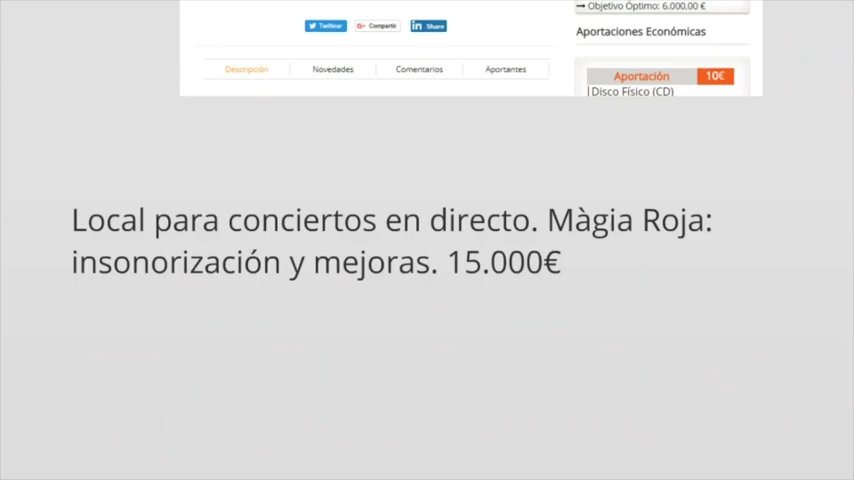 → Objetivo Óptimo: 6.000,00 €
Twittear Compartir in Share
Aportaciones Económicas
Descripción Novedades Comentarios Aportantes
Aportación 10€
Disco Físico (CD)
Local para conciertos en directo. Màgia Roja:
insonorización y mejoras. 15.000€